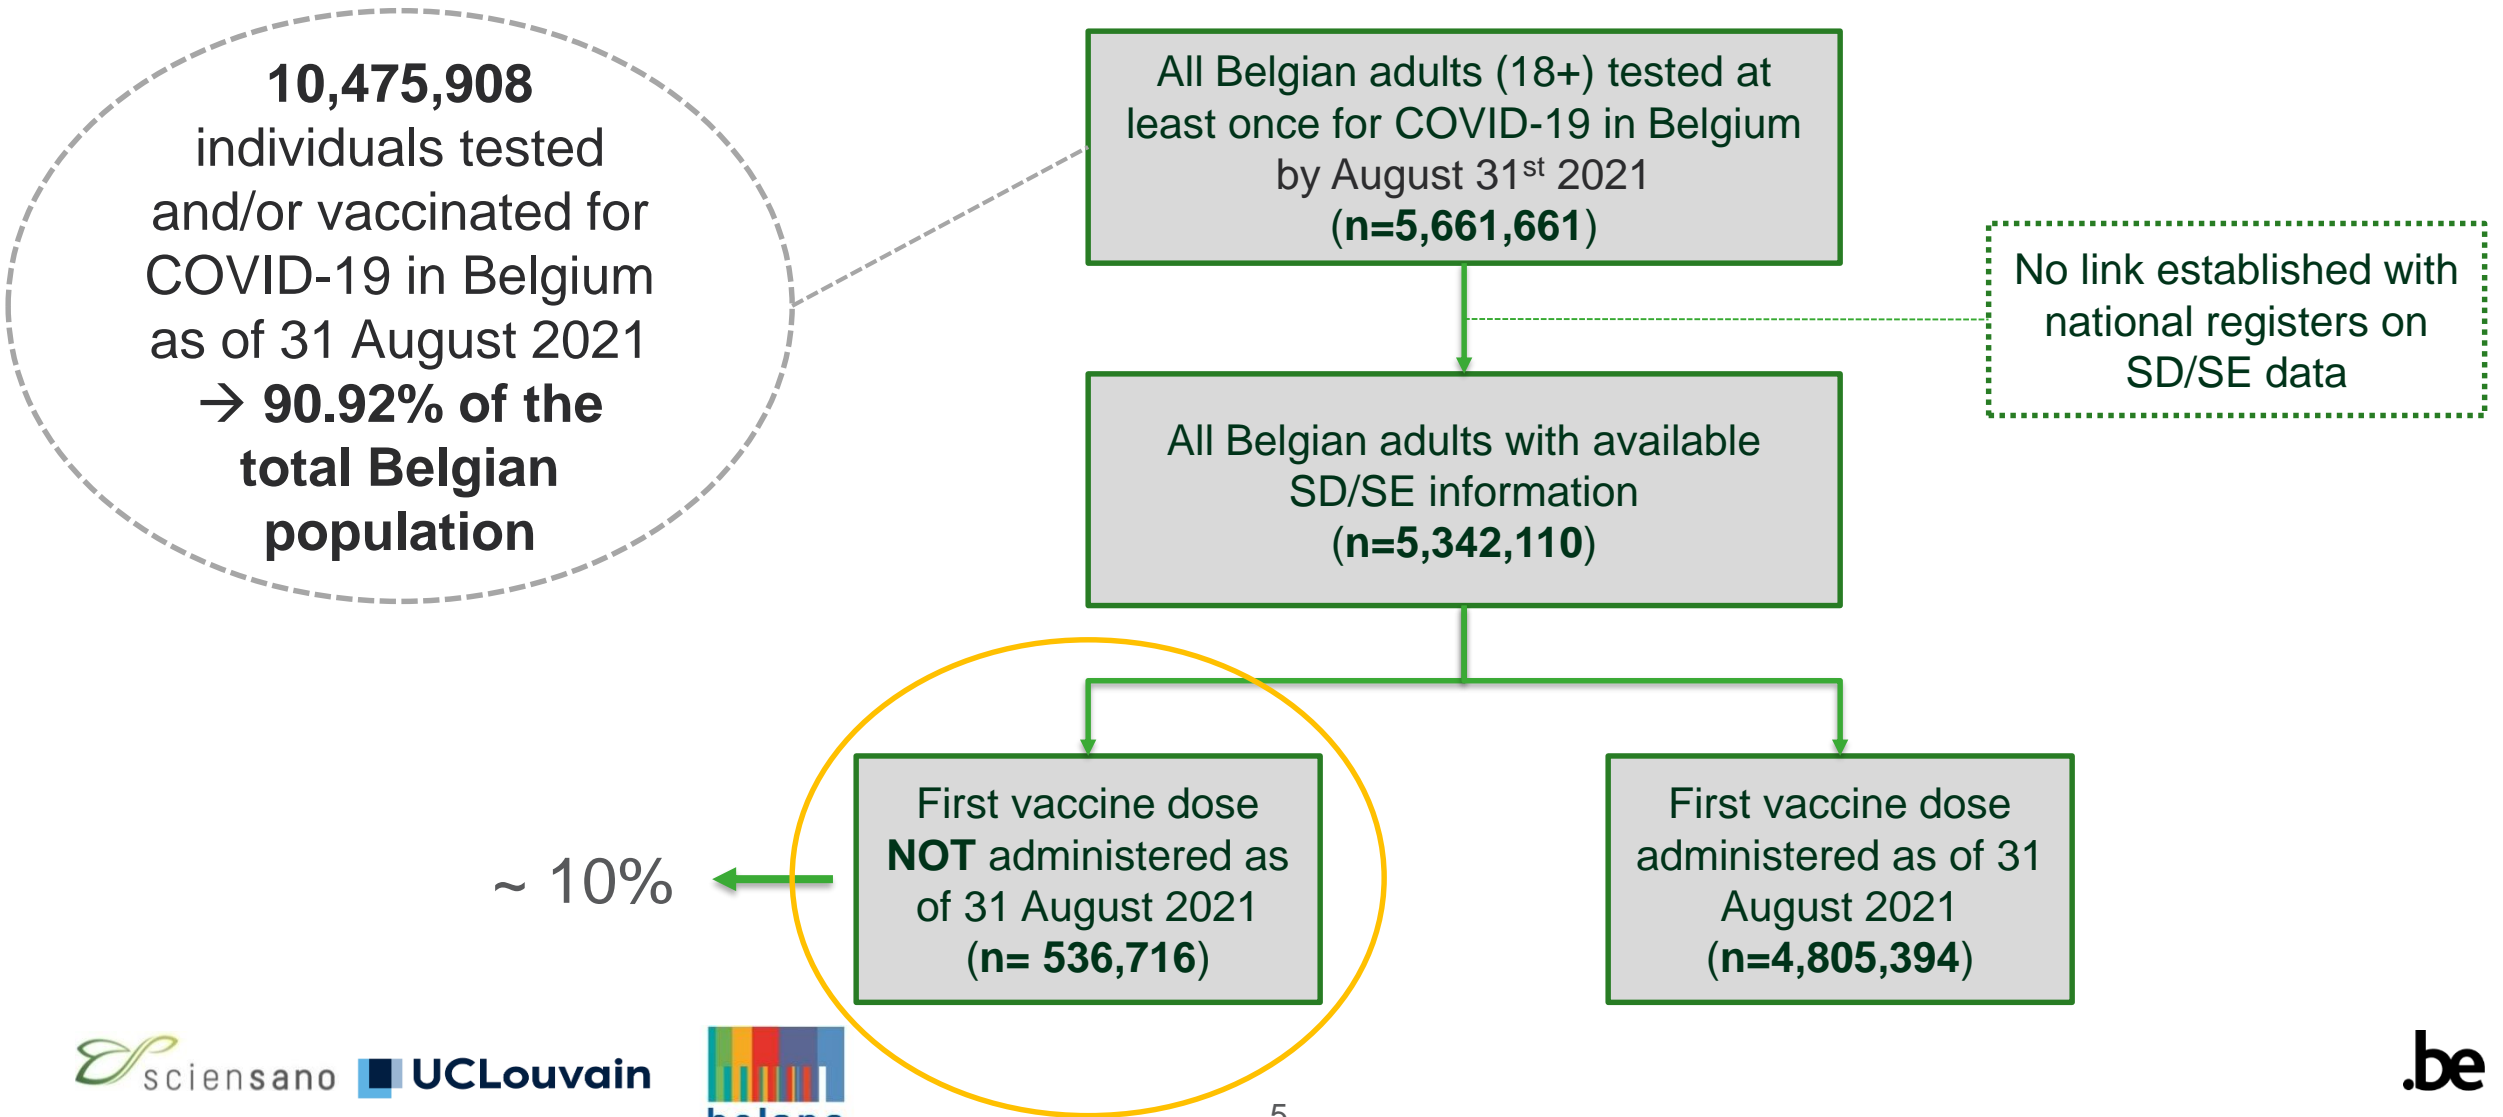 10,475,908
individuals tested
and/or vaccinated for
COVID-19 in Belgium
as of 31 August 2021
→ 90.92% of the
total Belgian
population
All Belgian adults (18+) tested at
least once for COVID-19 in Belgium
by August 31st 2021
(n=5,661,661)
No link established with
national registers on
SD/SE data
All Belgian adults with available
SD/SE information
(n=5,342,110)
First vaccine dose
NOT administered as
of 31 August 2021
(n= 536,716)
First vaccine dose
administered as of 31
August 2021
(n=4,805,394)
~ 10%
sciensano
UCLouvain
.be
5